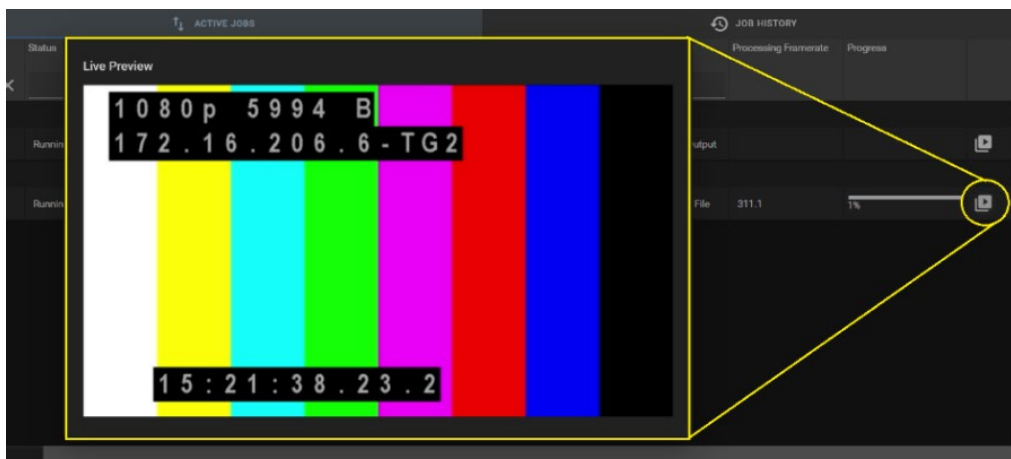 ACTIVE JOBS
JOB HISTORY
Status
Processing Framerate
Progress
Live Preview
1080p 5994 B
172.16.206.6-TG2
15:21:38.23.2
Runnin
utput
Runnin
File
311.1
1%